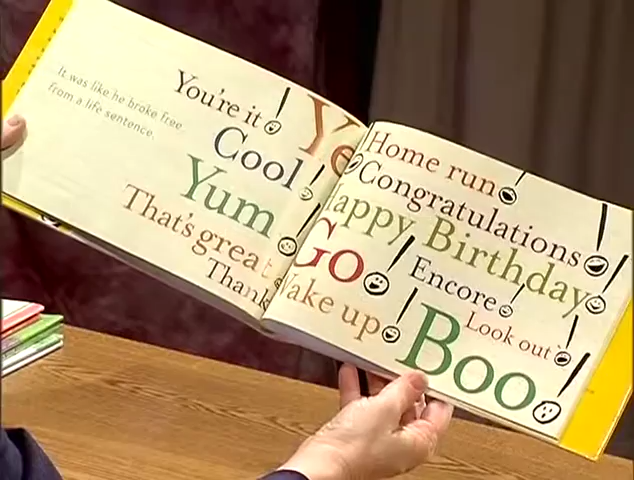 It was like he broke free
from a life sentence.
You're it!
Cool!
Yum!
That's great!
Thank
Ye
Home run!
Congratulations!
Happy Birthday!
Go!
Encore!
Wake up!
Look out!
Boo!